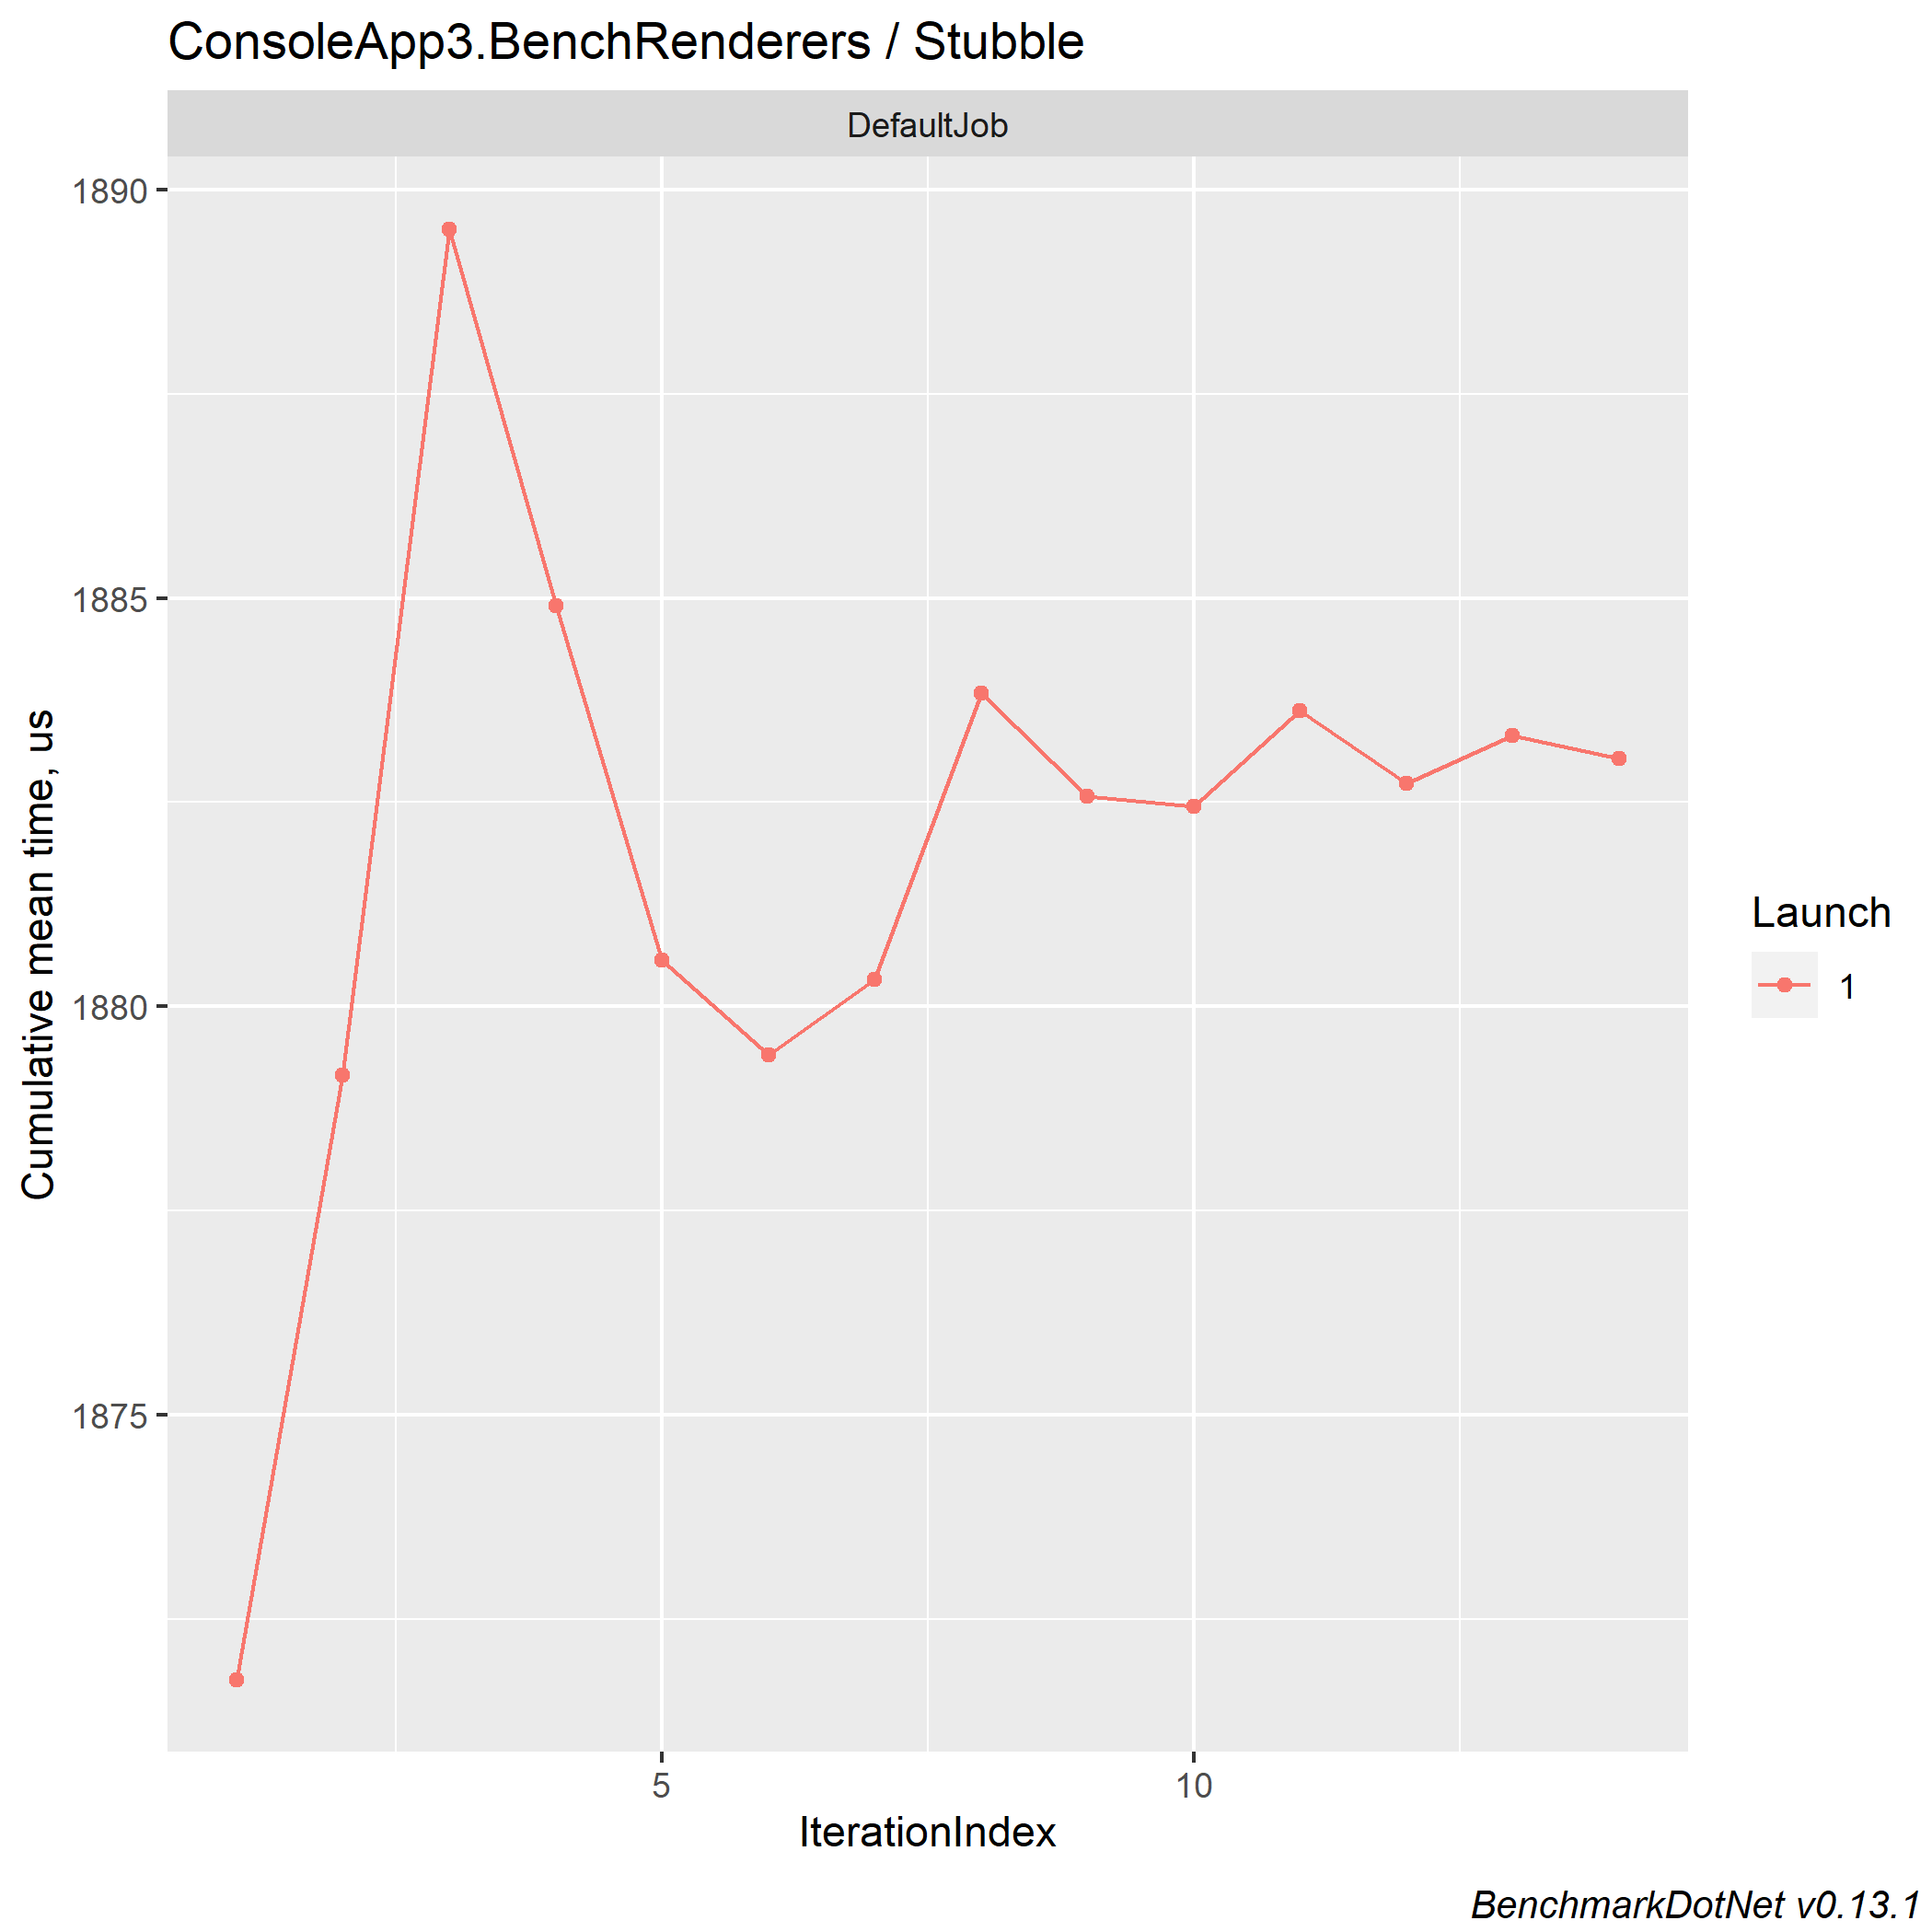 ConsoleApp3.BenchRenderers / Stubble
DefaultJob
1890
1885
1880
1875
Cumulative mean time, us
5
10
IterationIndex
Launch
1
BenchmarkDotNet v0.13.1